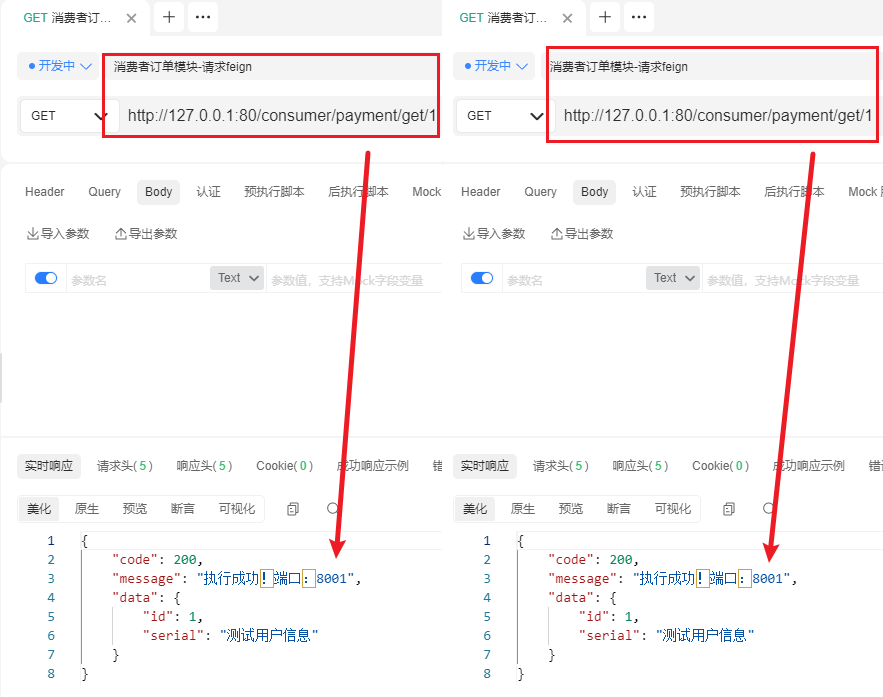 GET 消费者订...
开发中
消费者订单模块-请求feign
GET
http://127.0.0.1:80/consumer/payment/get/1
Header Query Body 认证 预执行脚本 后执行脚本 Mock
导入参数 导出参数
参数名 Text 参数值，支持Mock字段变量
实时响应 请求头(5) 响应头(5) Cookie(0) 成功响应示例 错
美化 原生 预览 断言 可视化
1 {
2 "code": 200,
3 "message": "执行成功！端口：8001",
4 "data": {
5 "id": 1,
6 "serial": "测试用户信息"
7 }
8 }
GET 消费者订...
开发中
消费者订单模块-请求feign
GET
http://127.0.0.1:80/consumer/payment/get/1
Header Query Body 认证 预执行脚本 后执行脚本 Mock
导入参数 导出参数
参数名 Text 参数值，支持Mock字段变量
实时响应 请求头(5) 响应头(5) Cookie(0) 成功响应示例 错误
美化 原生 预览 断言 可视化
1 {
2 "code": 200,
3 "message": "执行成功！端口：8001",
4 "data": {
5 "id": 1,
6 "serial": "测试用户信息"
7 }
8 }